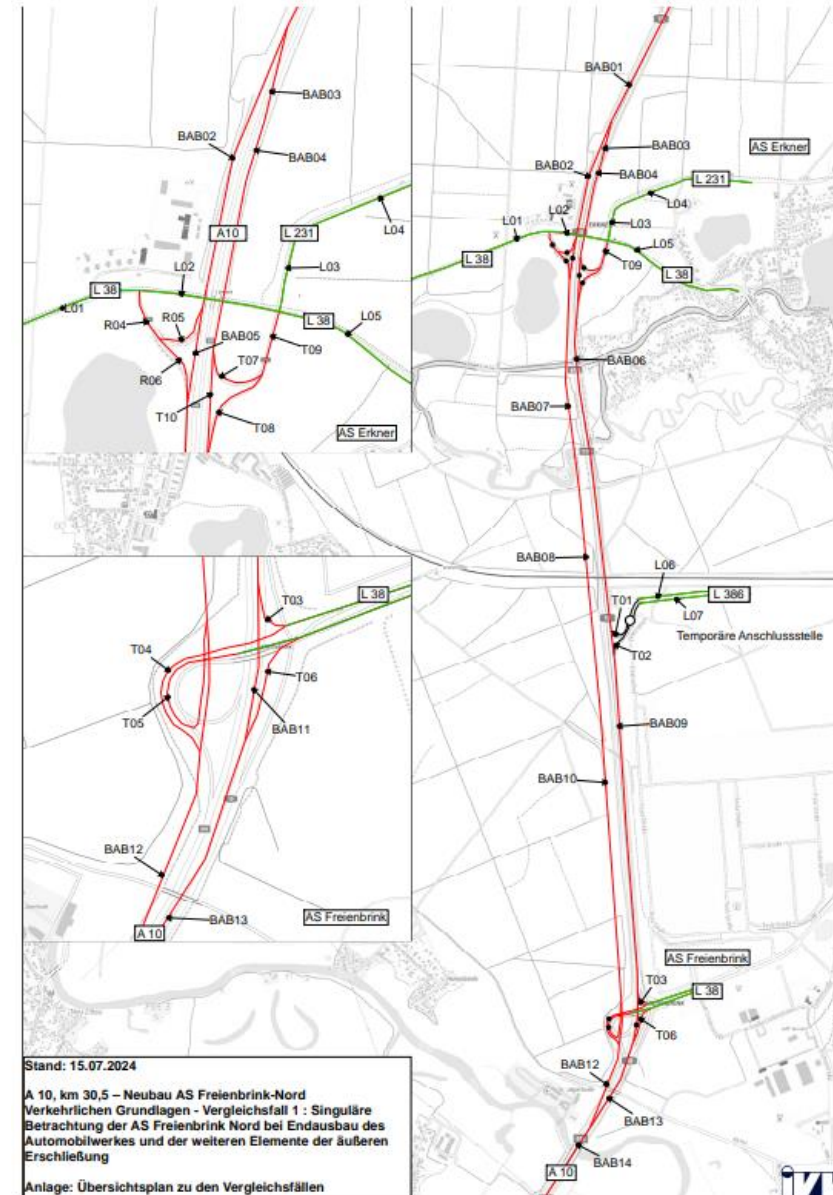 BAB03
BAB02
BAB04
A10
L 231
L04
L03
L02
L 38
L01
L 38
R05
R04
L05
BAB05
T09
R06
T07
T10
T08
AS Erkner
BAB01
AS Erkner
BAB03
BAB02
BAB04
L 231
L04
L02
L03
L01
L05
L 38
T09
L 38
BAB06
BAB07
BAB08
L06
L 386
T01
L07
Temporäre Anschlussstelle
T02
BAB09
BAB10
AS Freienbrink
T03
L 38
T06
BAB12
BAB13
BAB14
A 10
L 38
T03
T04
T06
T05
BAB11
BAB12
BAB13
AS Freienbrink
A 10
Stand: 15.07.2024
A 10, km 30,5 – Neubau AS Freienbrink-Nord
Verkehrlichen Grundlagen - Vergleichsfall 1 : Singuläre
Betrachtung der AS Freienbrink Nord bei Endausbau des
Automobilwerkes und der weiteren Elemente der äußeren
Erschließung
Anlage: Übersichtsplan zu den Vergleichsfällen